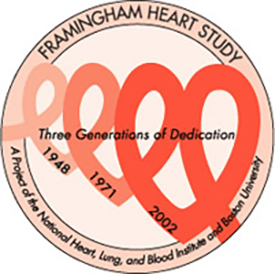 FRAMINGHAM HEART STUDY
Three Generations of Dedication
1948
1971
2002
A Project of the National Heart, Lung, and Blood Institute and Boston University